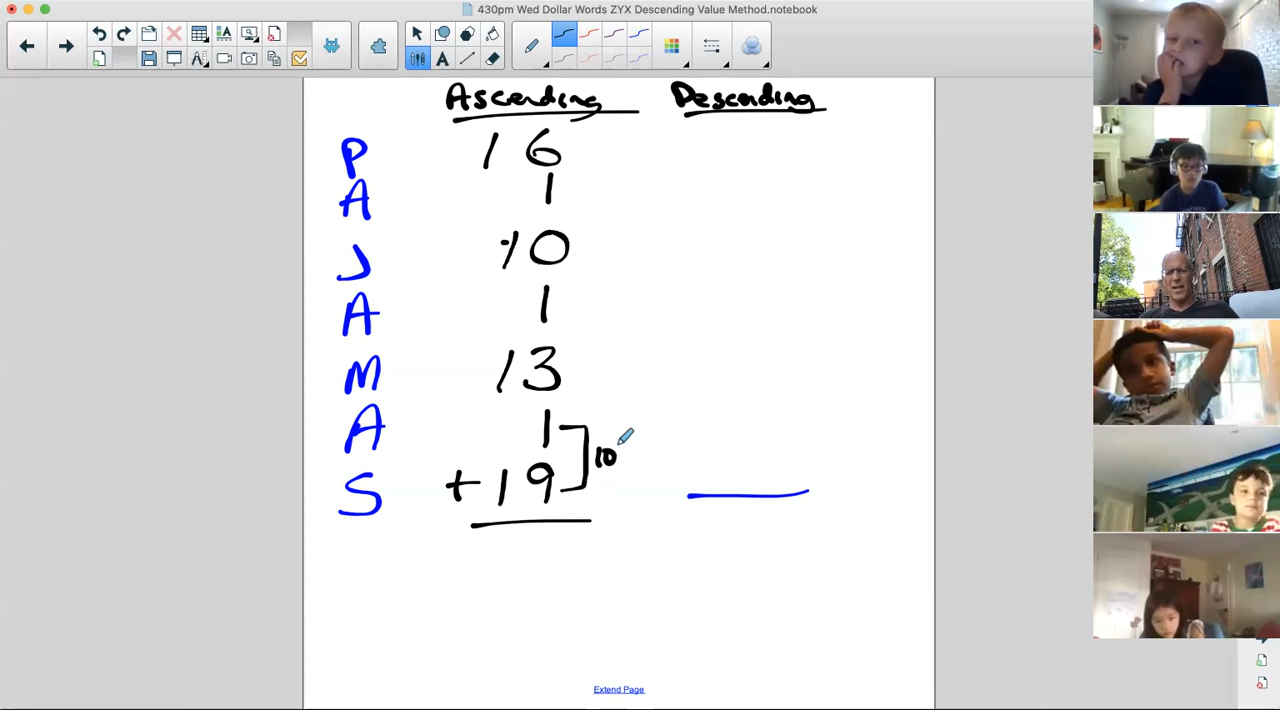 430pm Wed Dollar Words ZYX Descending Value Method.notebook
Ascending Descending
P 16
A 1
J 10
A 1
M 13
A 1
10
S + 19
Extend Page